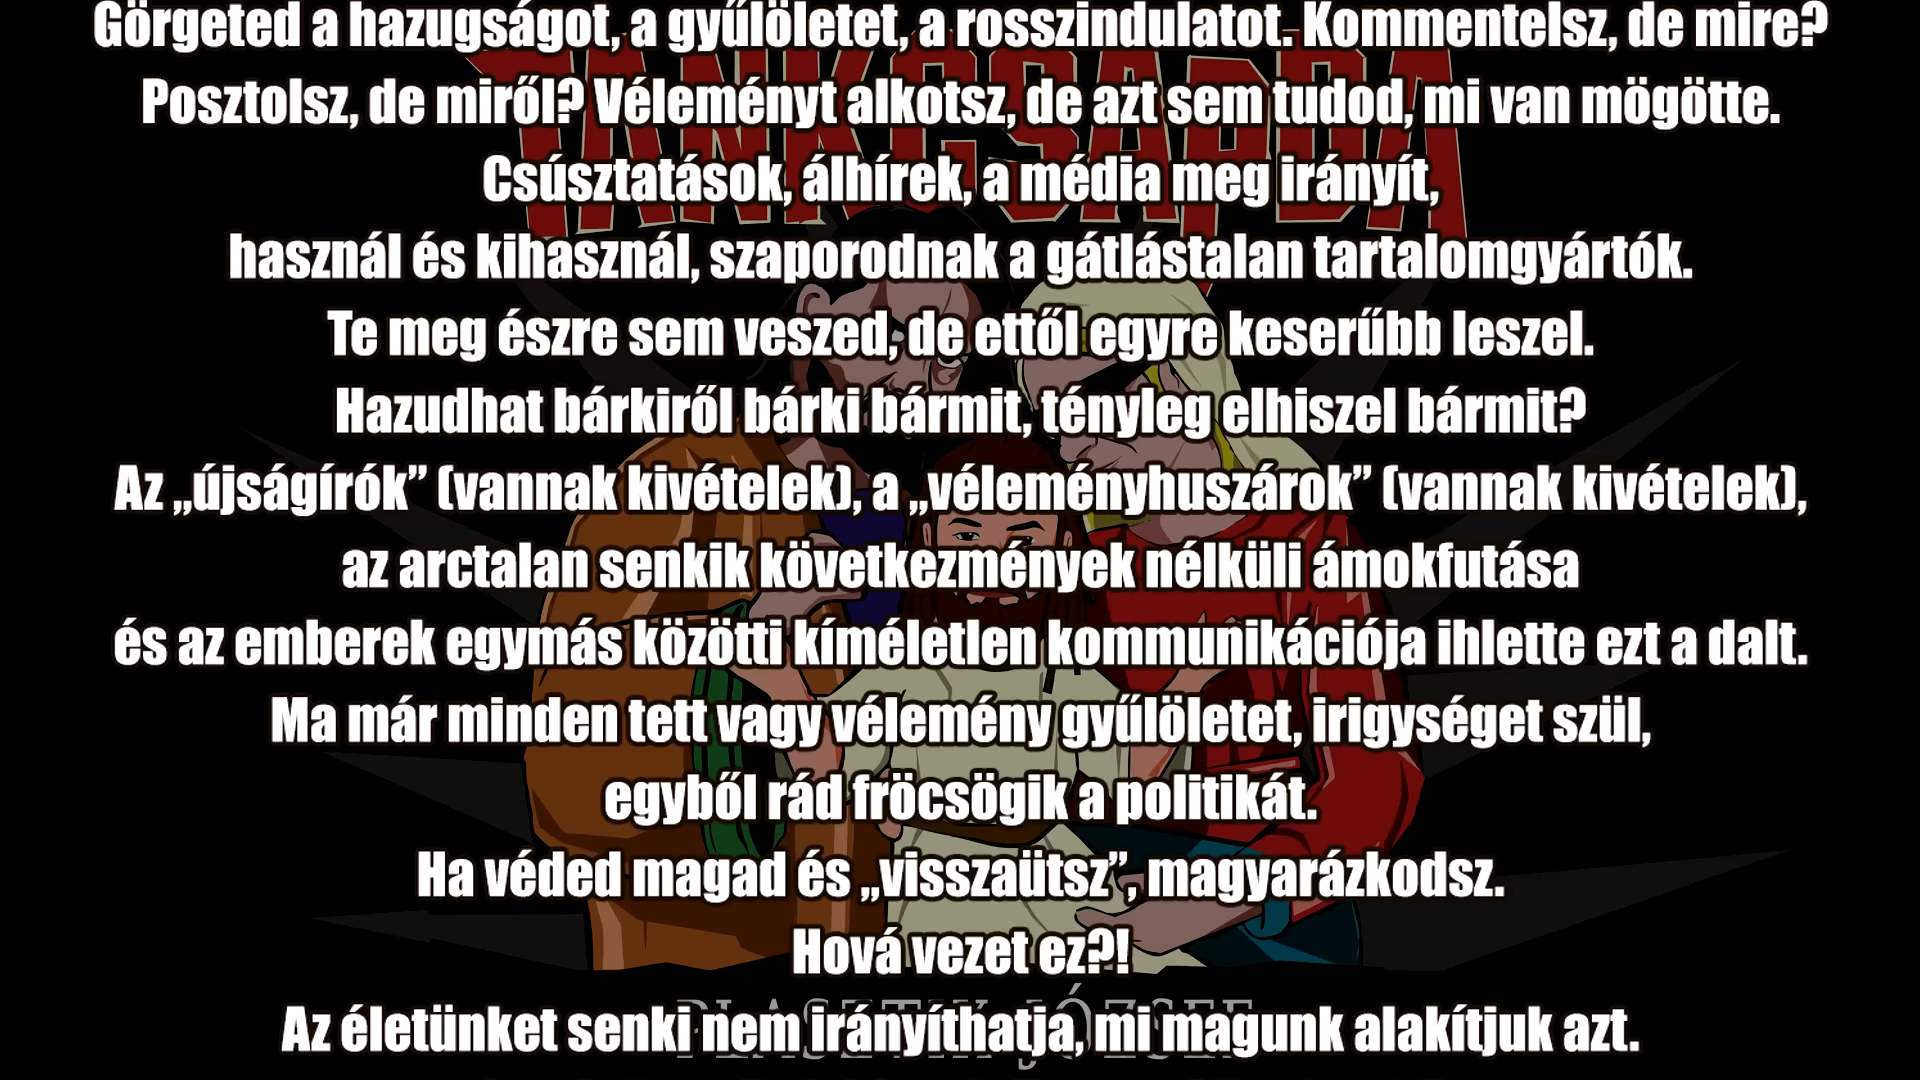 Görgeted a hazugságot, a gyűlöletet, a rosszindulatot. Kommentelsz, de mire?
Posztolsz, de miről? Véleményt alkotsz, de azt sem tudod, mi van mögötte.
Csúsztatások, álhírek, a média meg irányít,
használ és kihasznál, szaporodnak a gátlástalan tartalomgyártók.
Te meg észre sem veszed, de ettől egyre keserűbb leszel.
Hazudhat bárkiről bárki bármit, tényleg elhiszel bármit?
Az „újságírók” (vannak kivételek), a „véleményhuszárok” (vannak kivételek),
az arctalan senkik következmények nélküli ámokfutása
és az emberek egymás közötti kíméletlen kommunikációja ihlette ezt a dalt.
Ma már minden tett vagy vélemény gyűlöletet, irigységet szül,
egyből rád fröcsögik a politikát.
Ha véded magad és „visszaütsz”, magyarázkodsz.
Hová vezet ez?!
Az életünket senki nem irányíthatja, mi magunk alakítjuk azt.
TANKCSAPDA
PLASZTIK JÓZSEF